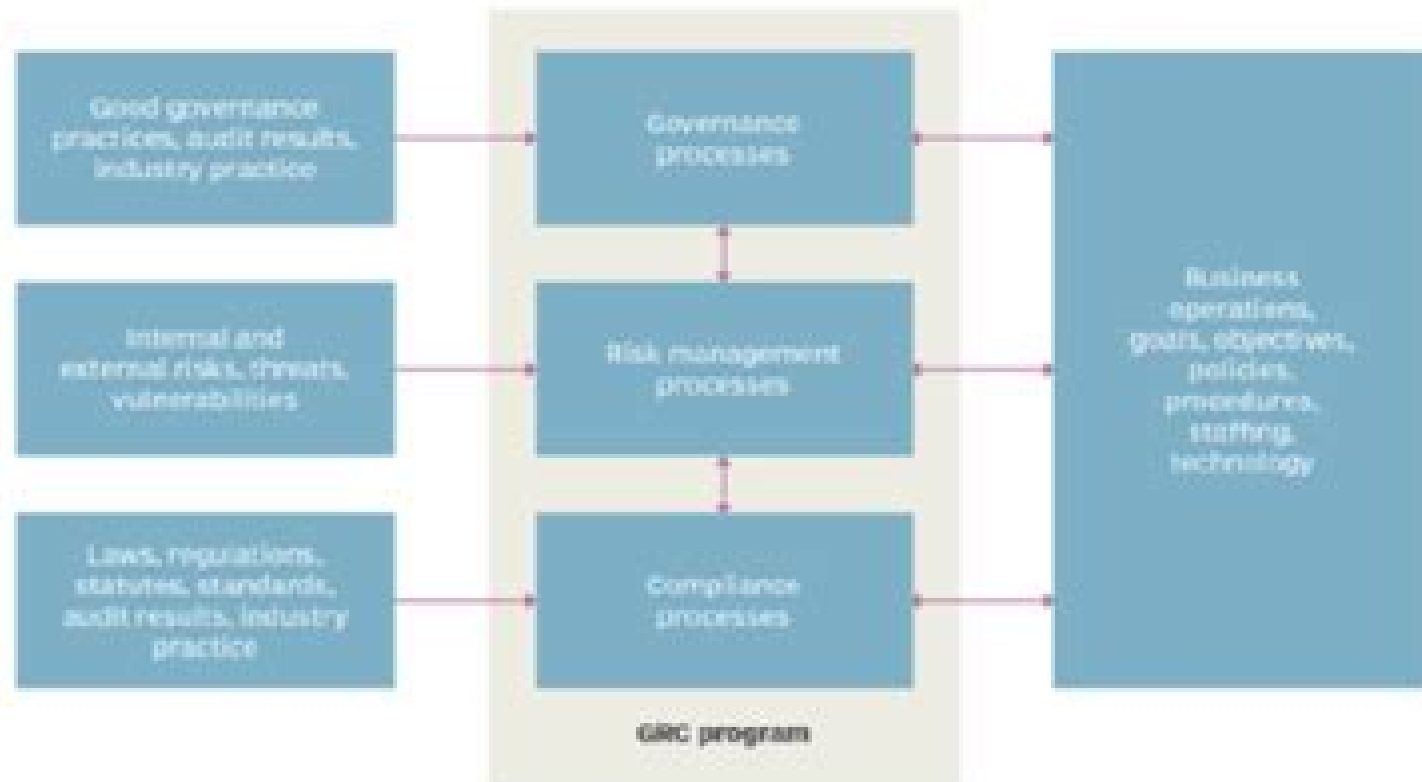 Good governance
practices, audit results,
industry practice
Governance
processes
Internal and
external risks, threats,
vulnerabilities
Risk management
processes
Laws, regulations,
statutes, standards,
audit results, industry
practice
Compliance
processes
Business
operations,
goals, objectives,
policies,
procedures,
staffing,
technology
GRC program